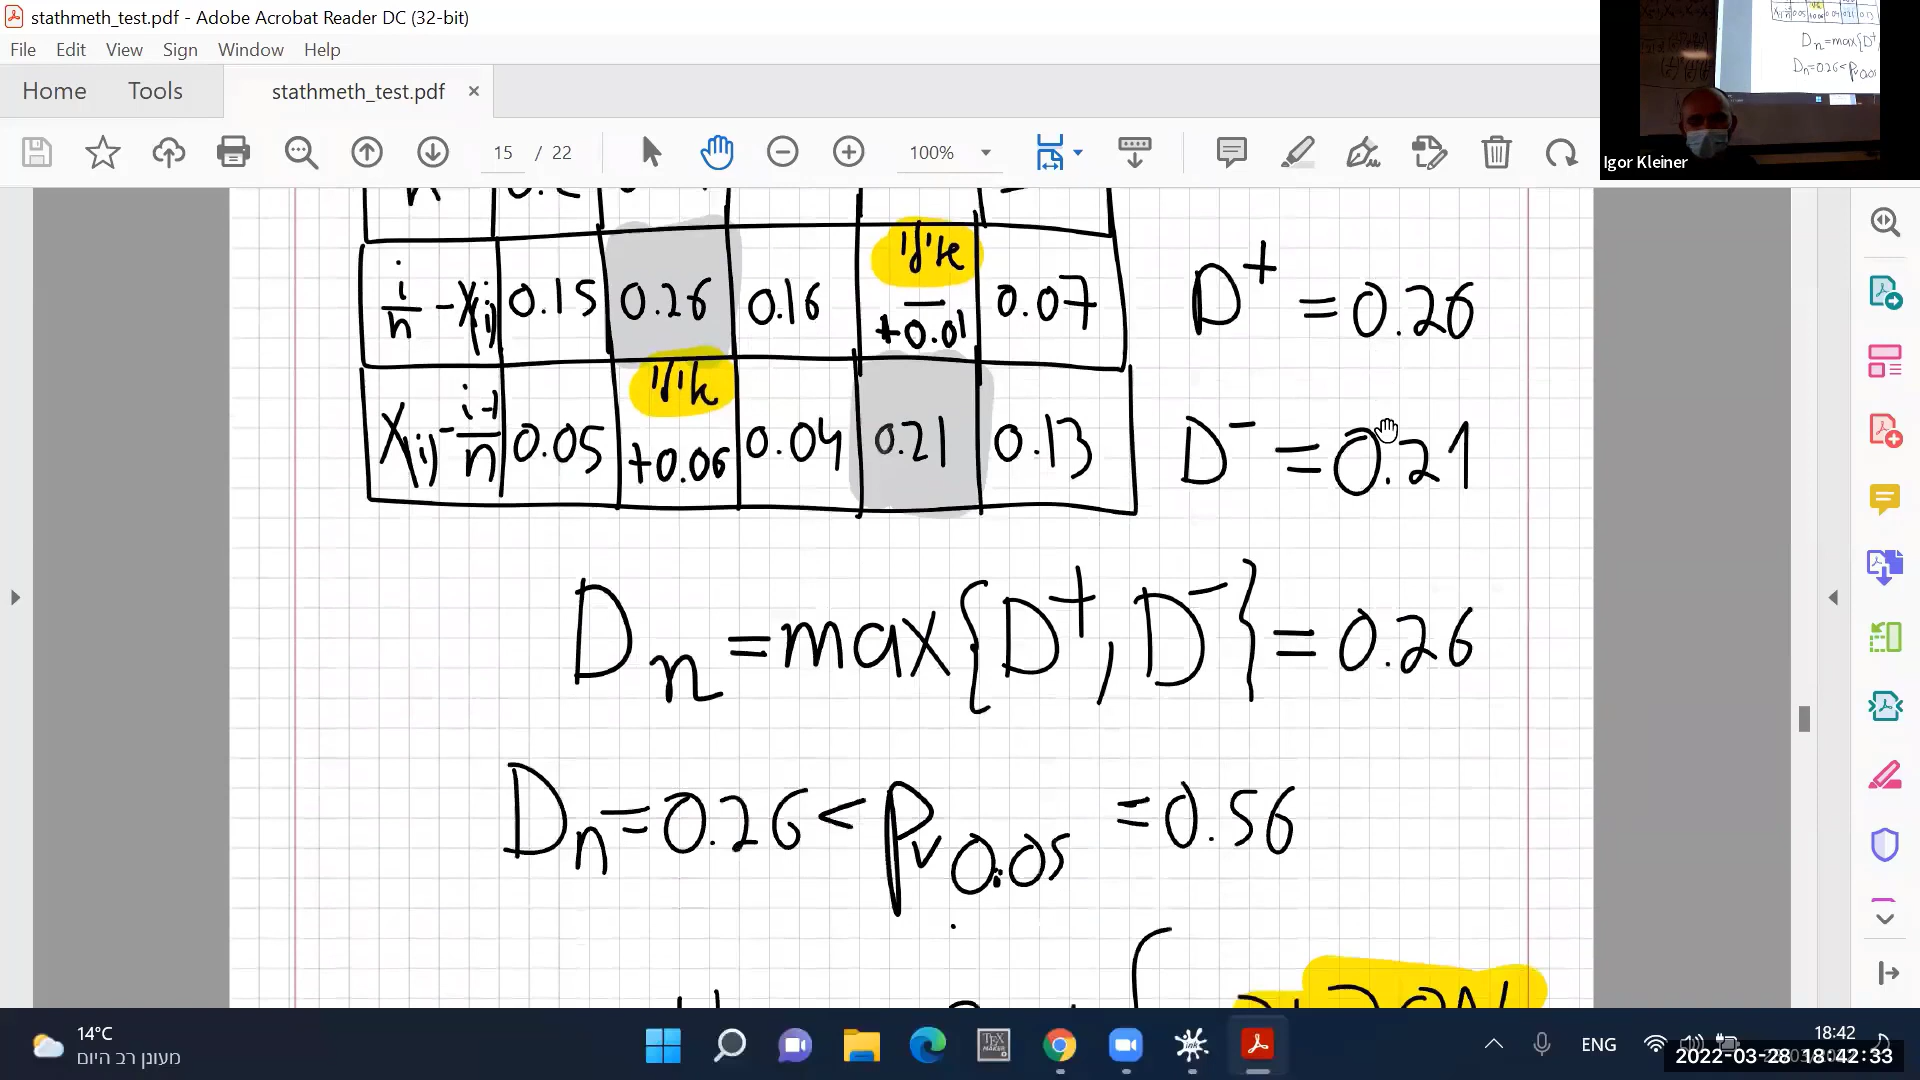 stathmeth_test.pdf - Adobe Acrobat Reader DC (32-bit)
File Edit View Sign Window Help
Home Tools stathmeth_test.pdf ×
15 / 22 100%
Igor Kleiner
i/n - X(i) 0.15 0.26 0.16 — +0.01 0.07
D⁺ = 0.26
X(i) - i-1/n 0.05 +0.06 0.04 0.21 0.13
D⁻ = 0.21
Dn = max{D⁺, D⁻} = 0.26
Dn = 0.26 < Pv0.05 = 0.56
14°C
מעונן רב היום
ENG
18:42
2022-03-28 18:42:33